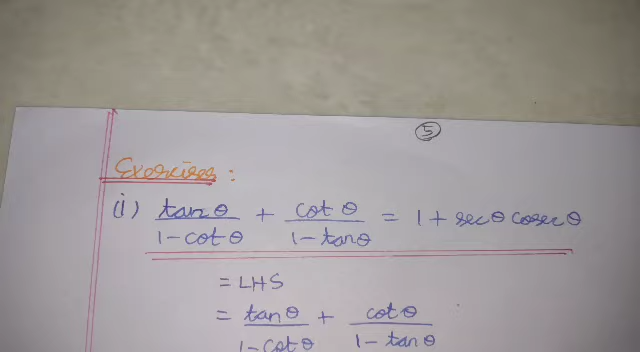 5
Exercises:
(i) tanθ/1-cotθ + cotθ/1-tanθ = 1+secθ cosecθ
= LHS
= tanθ/1-cotθ + cotθ/1-tanθ